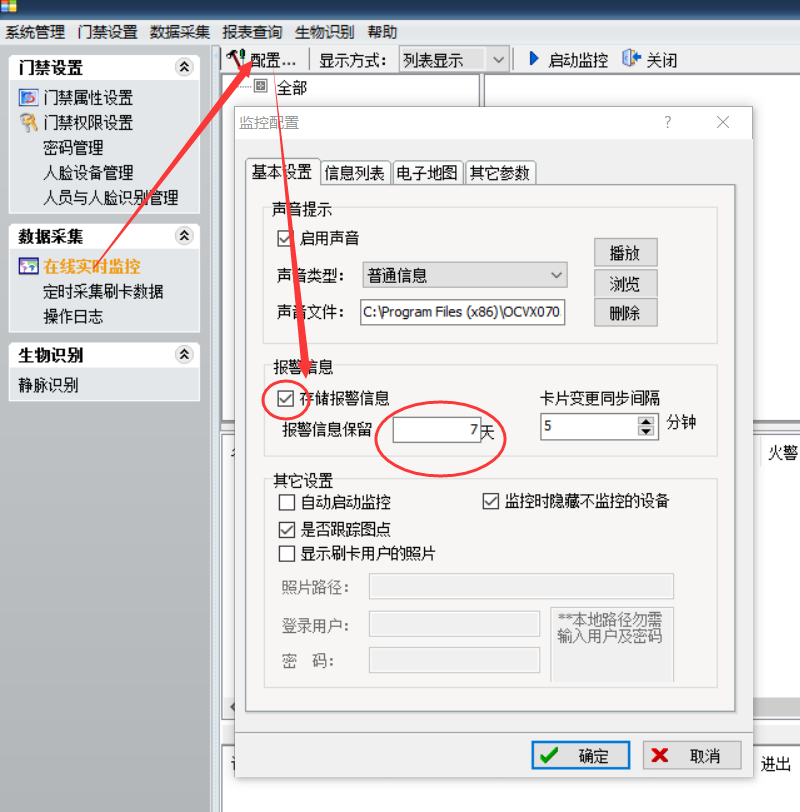 系统管理 门禁设置 数据采集 报表查询 生物识别 帮助
门禁设置
门禁属性设置
门禁权限设置
密码管理
人脸设备管理
人员与人脸识别管理
数据采集
在线实时监控
定时采集刷卡数据
操作日志
生物识别
静脉识别
配置... 显示方式: 列表显示 启动监控 关闭
全部
监控配置 ?
基本设置 信息列表 电子地图 其它参数
声音提示
启用声音
声音类型: 普通信息
声音文件: C:\Program Files (x86)\OCVX070
播放
浏览
删除
报警信息
存储报警信息
报警信息保留 7 天
卡片变更同步间隔
5 分钟
其它设置
自动启动监控 监控时隐藏不监控的设备
是否跟踪图点
显示刷卡用户的照片
照片路径:
登录用户:
密 码:
**本地路径勿需
输入用户及密码
确定 取消
火警
进出